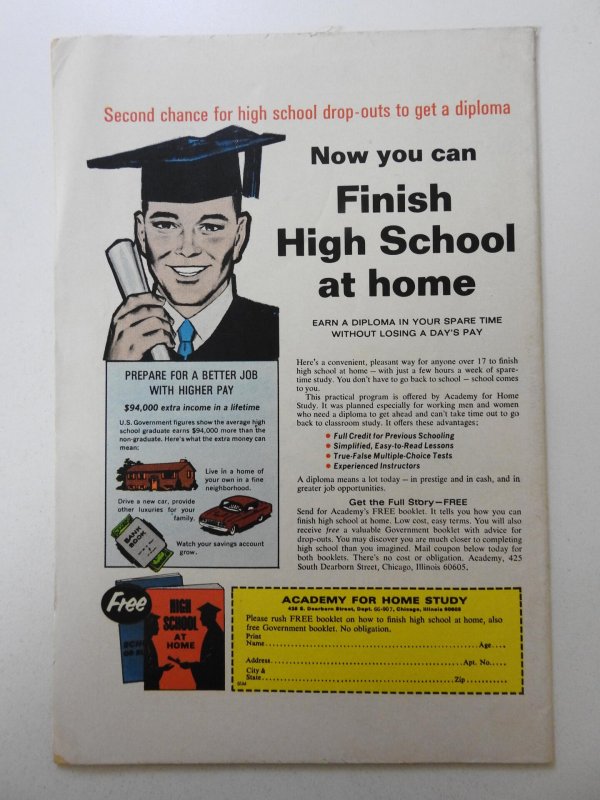 Second chance for high school drop-outs to get a diploma
Now you can
Finish
High School
at home
EARN A DIPLOMA IN YOUR SPARE TIME
WITHOUT LOSING A DAY'S PAY
PREPARE FOR A BETTER JOB
WITH HIGHER PAY
$94,000 extra income in a lifetime
U.S. Government figures show the average high
school graduate earns $94,000 more than the
non-graduate. Here's what the extra money can
mean:
Live in a home of
your own in a fine
neighborhood.
Drive a new car, provide
other luxuries for your
family.
BANK
BOOK
Watch your savings account
grow.
Here's a convenient, pleasant way for anyone over 17 to finish
high school at home — with just a few hours a week of spare-
time study. You don't have to go back to school — school comes
to you.
This practical program is offered by Academy for Home
Study. It was planned especially for working men and women
who need a diploma to get ahead and can't take time out to go
back to classroom study. It offers these advantages;
• Full Credit for Previous Schooling
• Simplified, Easy-to-Read Lessons
• True-False Multiple-Choice Tests
• Experienced Instructors
A diploma means a lot today — in prestige and in cash, and in
greater job opportunities.
Get the Full Story—FREE
Send for Academy's FREE booklet. It tells you how you can
finish high school at home. Low cost, easy terms. You will also
receive free a valuable Government booklet with advice for
drop-outs. You may discover you are much closer to completing
high school than you imagined. Mail coupon below today for
both booklets. There's no cost or obligation. Academy, 425
South Dearborn Street, Chicago, Illinois 60605.
Free
HIGH
SCHOOL
AT
HOME
ACADEMY FOR HOME STUDY
425 S. Dearborn Street, Dept. 66-907, Chicago, Illinois 60605
Please rush FREE booklet on how to finish high school at home, also
free Government booklet. No obligation.
Print
Name Age
Address Apt. No.
City &
State Zip